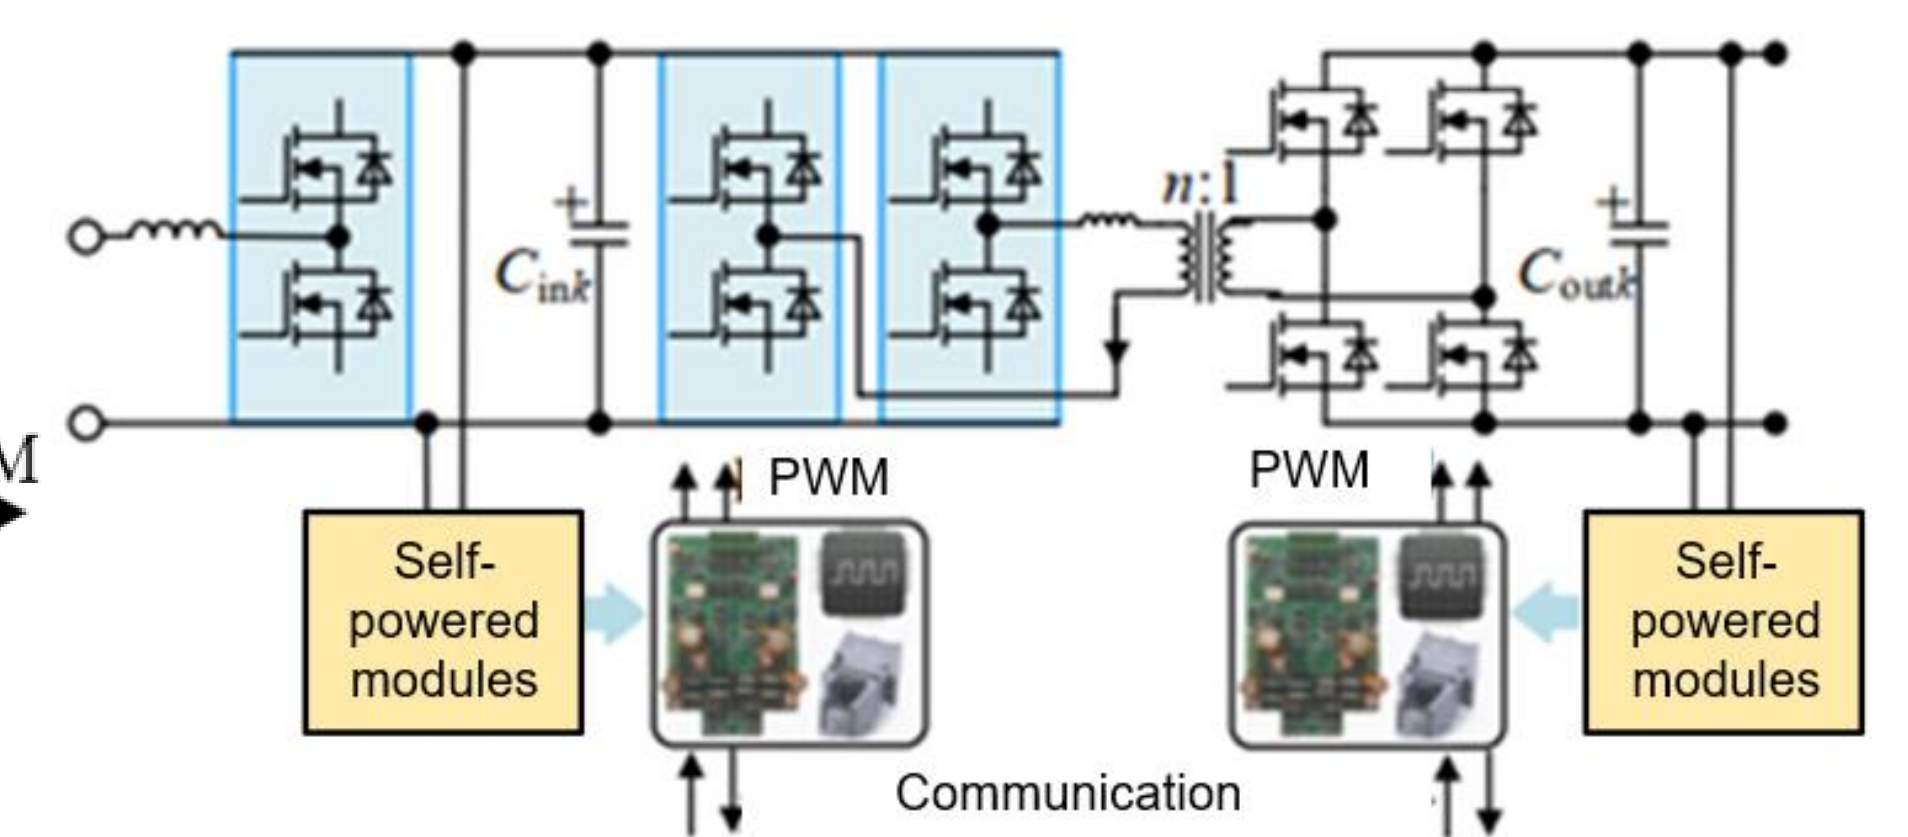 n:1
+
C_ink
+
C_outk
M
PWM
PWM
Self-
powered
modules
Self-
powered
modules
Communication